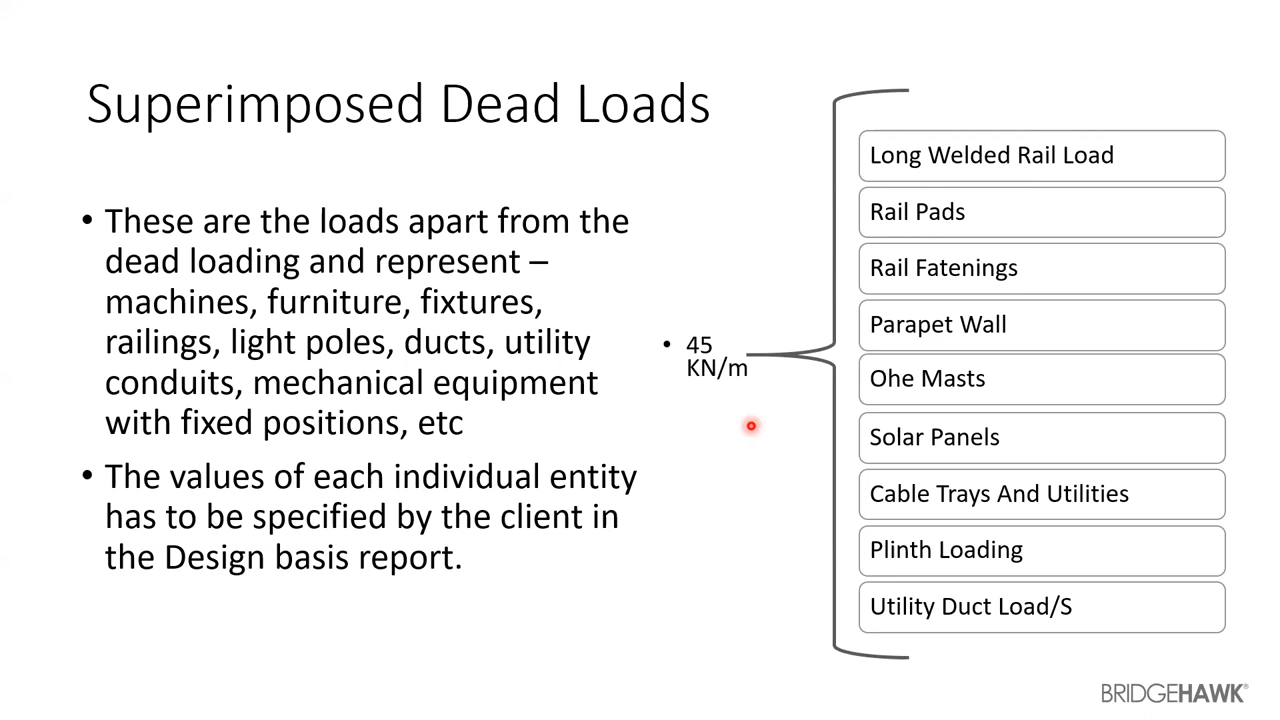 Superimposed Dead Loads
• These are the loads apart from the
dead loading and represent –
machines, furniture, fixtures,
railings, light poles, ducts, utility
conduits, mechanical equipment
with fixed positions, etc
• The values of each individual entity
has to be specified by the client in
the Design basis report.
• 45
KN/m
Long Welded Rail Load
Rail Pads
Rail Fatenings
Parapet Wall
Ohe Masts
Solar Panels
Cable Trays And Utilities
Plinth Loading
Utility Duct Load/S
BRIDGEHAWK®